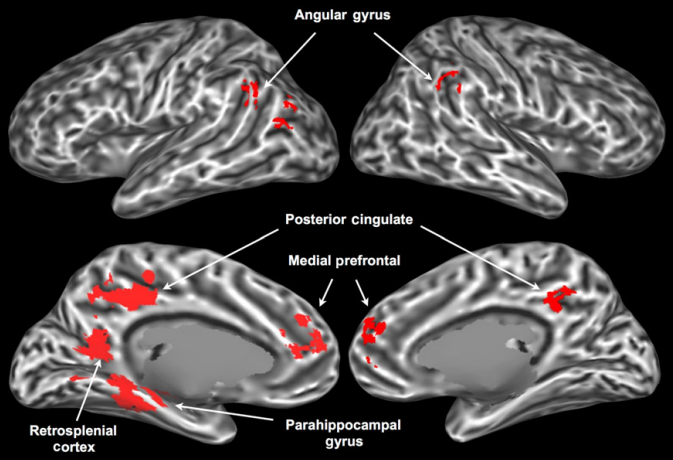 Angular gyrus
Posterior cingulate
Medial prefrontal
Retrosplenial
cortex
Parahippocampal
gyrus